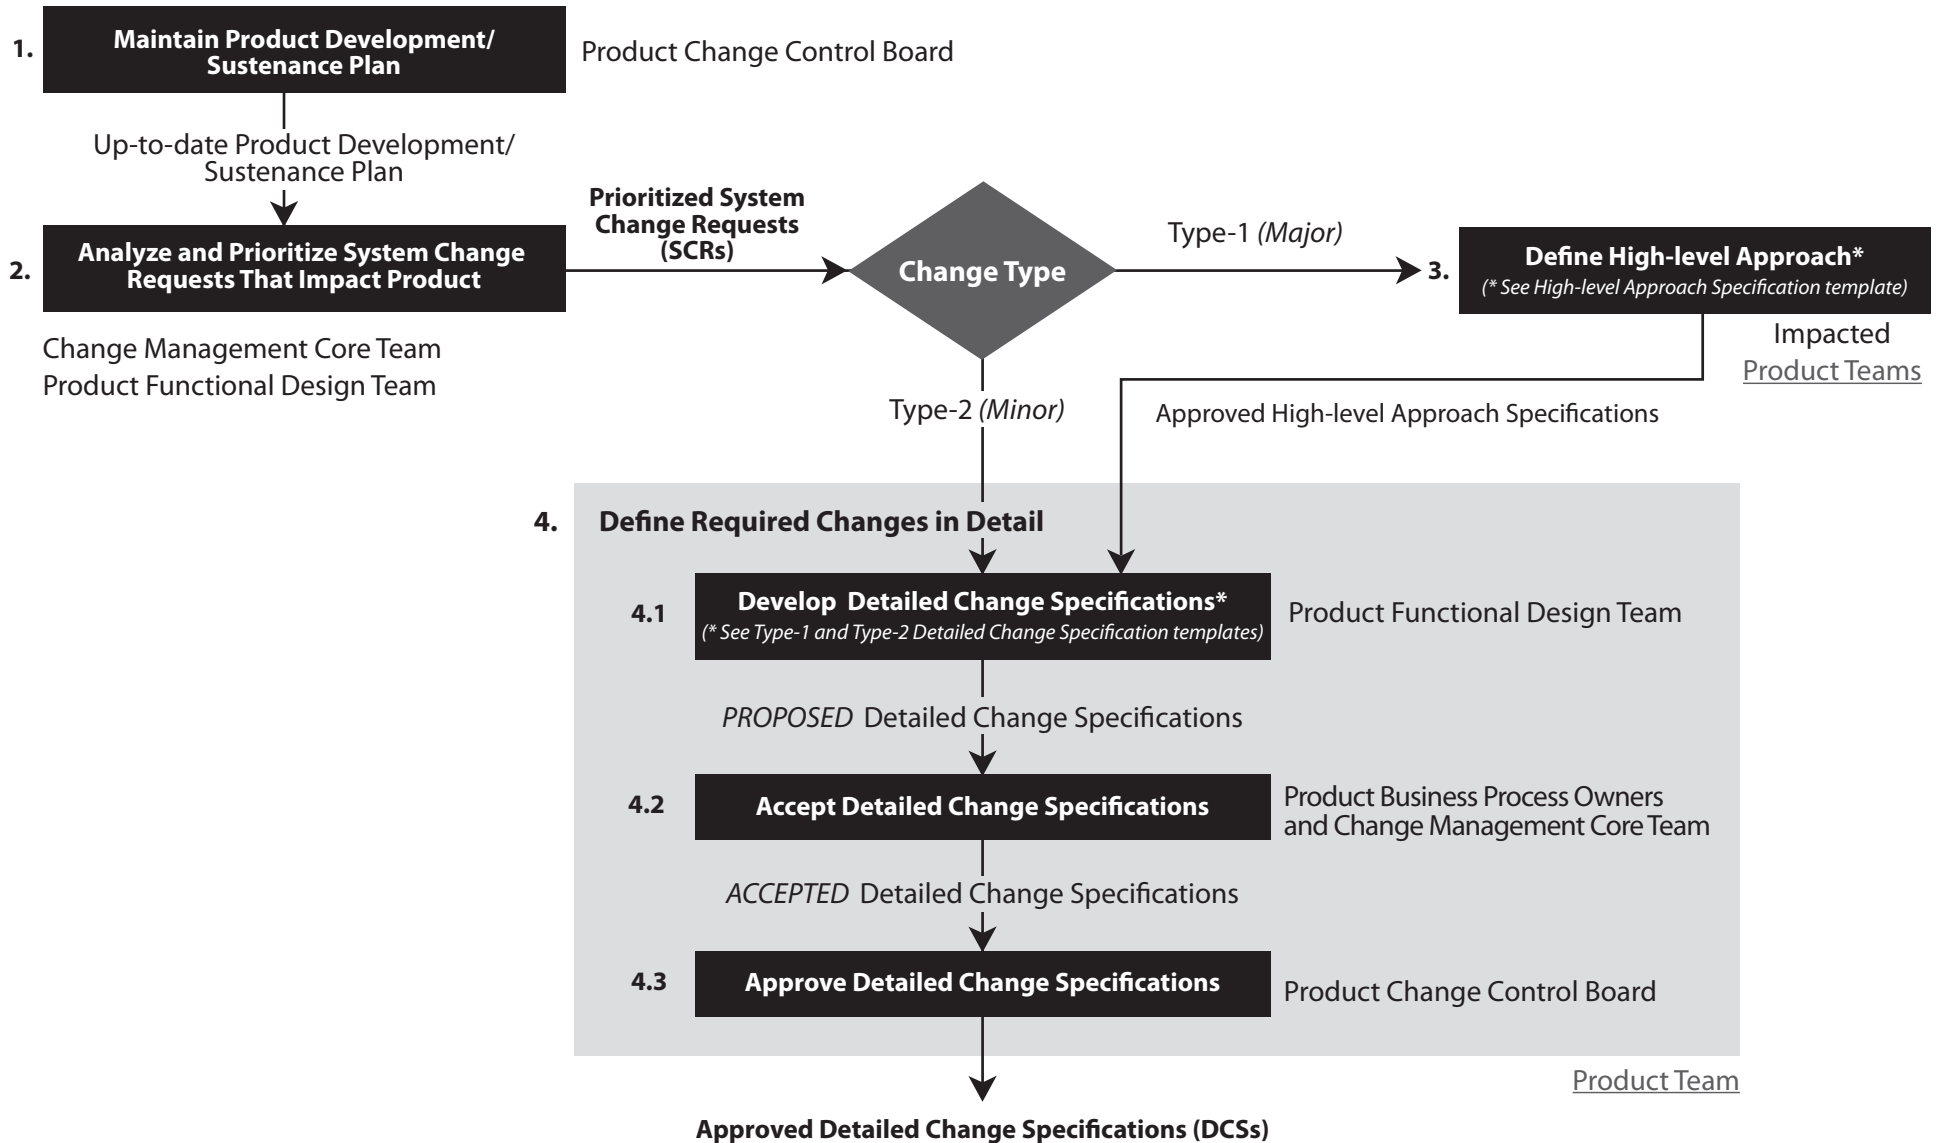 1.
Maintain Product Development/
Sustenance Plan
Product Change Control Board
Up-to-date Product Development/
Sustenance Plan
2.
Analyze and Prioritize System Change
Requests That Impact Product
Change Management Core Team
Product Functional Design Team
Prioritized System
Change Requests
(SCRs)
Change Type
Type-1 (Major)
3.
Define High-level Approach*
(* See High-level Approach Specification template)
Impacted
Product Teams
Type-2 (Minor)
Approved High-level Approach Specifications
4.
Define Required Changes in Detail
4.1
Develop Detailed Change Specifications*
(* See Type-1 and Type-2 Detailed Change Specification templates)
Product Functional Design Team
PROPOSED Detailed Change Specifications
4.2
Accept Detailed Change Specifications
Product Business Process Owners
and Change Management Core Team
ACCEPTED Detailed Change Specifications
4.3
Approve Detailed Change Specifications
Product Change Control Board
Product Team
Approved Detailed Change Specifications (DCSs)